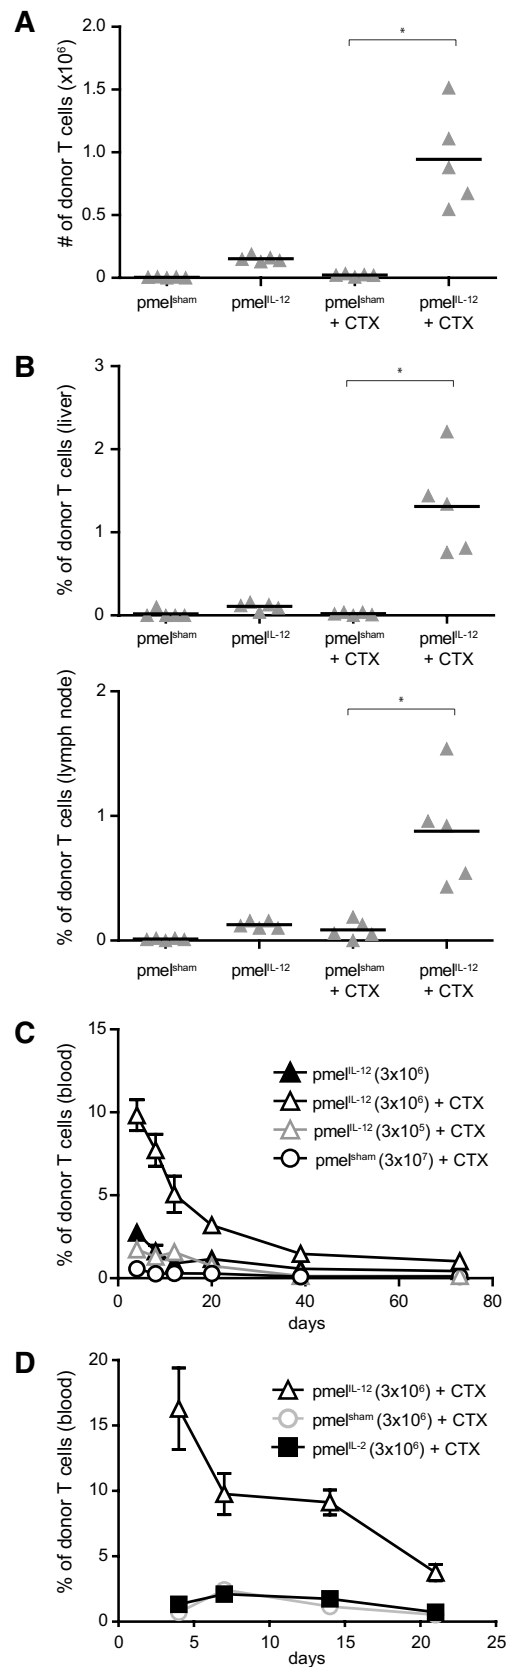 A
# of donor T cells (x10⁶)
2.0
1.5
1.0
0.5
0
*
pmelˢʰᵃᵐ
pmelᴵᴸ⁻¹²
pmelˢʰᵃᵐ
+ CTX
pmelᴵᴸ⁻¹²
+ CTX
B
% of donor T cells (liver)
3
2
1
0
*
pmelˢʰᵃᵐ
pmelᴵᴸ⁻¹²
pmelˢʰᵃᵐ
+ CTX
pmelᴵᴸ⁻¹²
+ CTX
% of donor T cells (lymph node)
2
1
0
*
pmelˢʰᵃᵐ
pmelᴵᴸ⁻¹²
pmelˢʰᵃᵐ
+ CTX
pmelᴵᴸ⁻¹²
+ CTX
C
% of donor T cells (blood)
15
10
5
0
pmelᴵᴸ⁻¹² (3x10⁶)
pmelᴵᴸ⁻¹² (3x10⁶) + CTX
pmelᴵᴸ⁻¹² (3x10⁵) + CTX
pmelˢʰᵃᵐ (3x10⁷) + CTX
0 20 40 60 80
days
D
% of donor T cells (blood)
20
15
10
5
0
pmelᴵᴸ⁻¹² (3x10⁶) + CTX
pmelˢʰᵃᵐ (3x10⁶) + CTX
pmelᴵᴸ⁻² (3x10⁶) + CTX
0 5 10 15 20 25
days